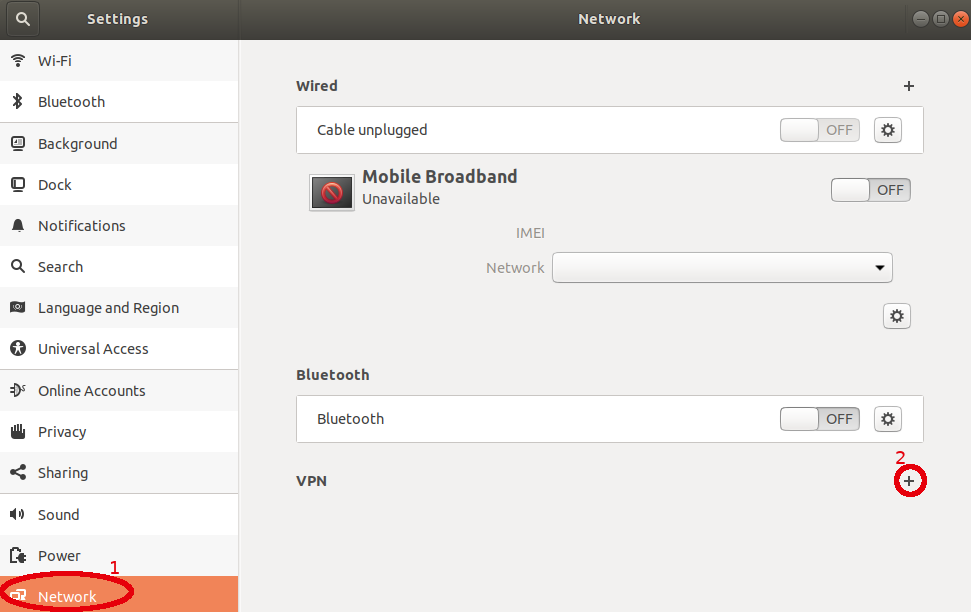 Settings
Network
Wi-Fi
Bluetooth
Background
Dock
Notifications
Search
Language and Region
Universal Access
Online Accounts
Privacy
Sharing
Sound
Power
1
Network
Wired
Cable unplugged
OFF
Mobile Broadband
Unavailable
OFF
IMEI
Network
Bluetooth
Bluetooth
OFF
2
VPN